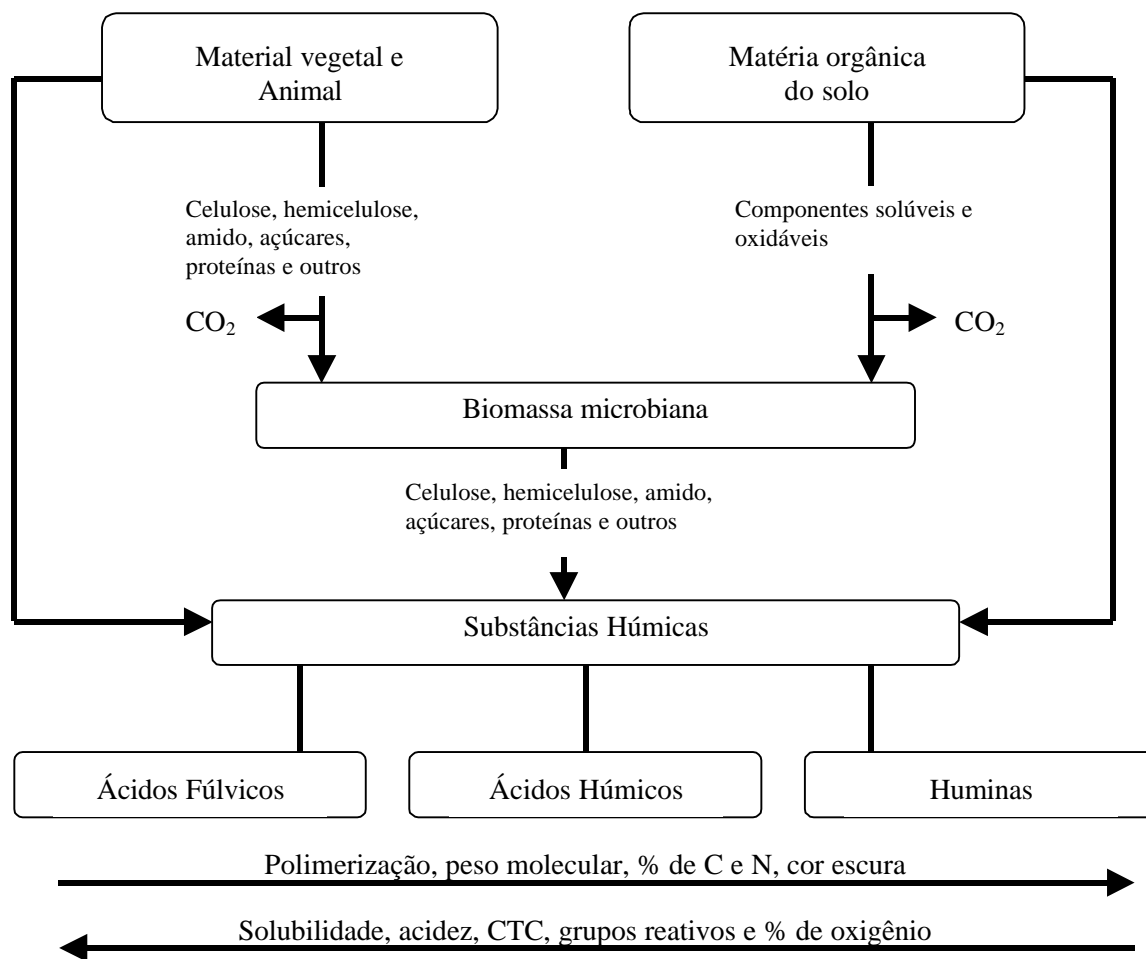 Material vegetal e
Animal
Matéria orgânica
do solo
Celulose, hemicelulose,
amido, açúcares,
proteínas e outros
Componentes solúveis e
oxidáveis
CO₂
CO₂
Biomassa microbiana
Celulose, hemicelulose, amido,
açúcares, proteínas e outros
Substâncias Húmicas
Ácidos Fúlvicos
Ácidos Húmicos
Huminas
Polimerização, peso molecular, % de C e N, cor escura
Solubilidade, acidez, CTC, grupos reativos e % de oxigênio